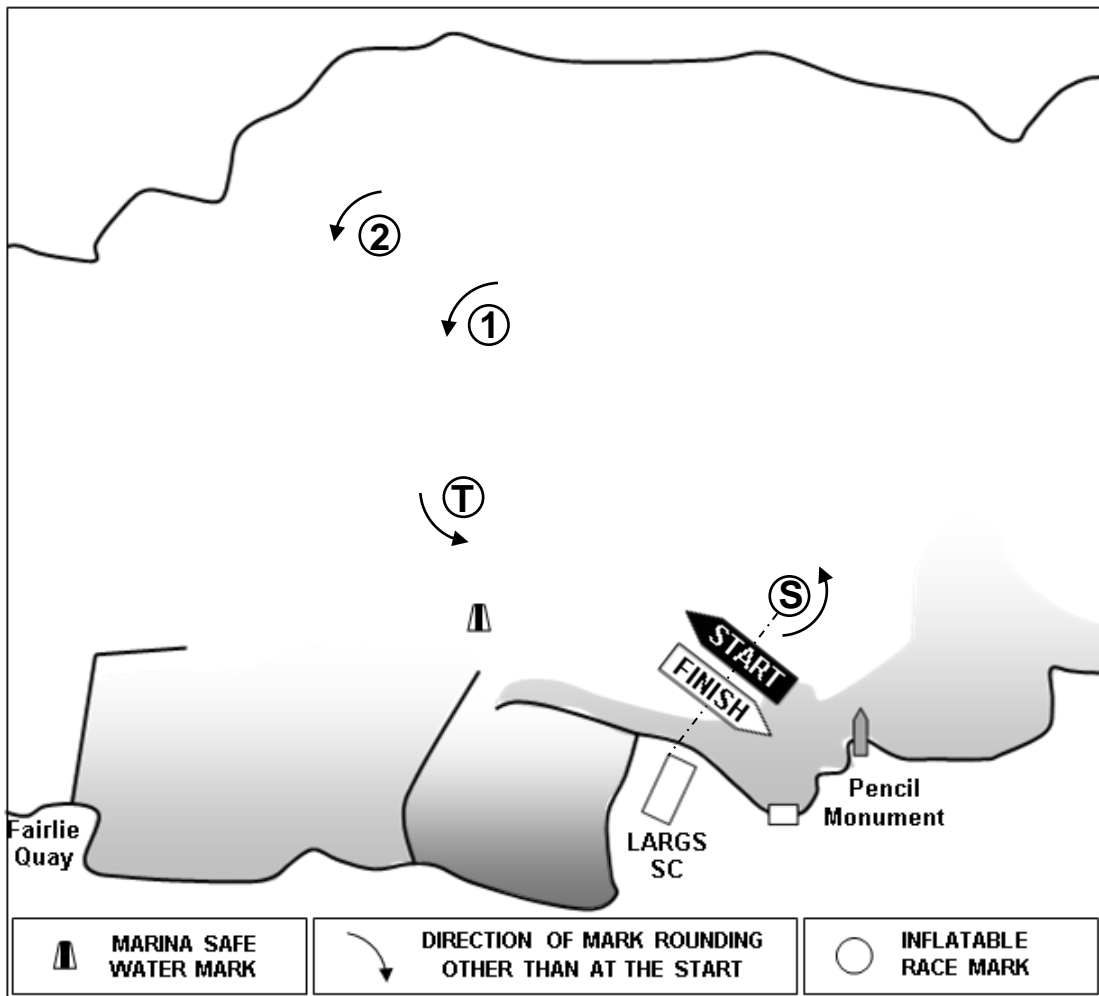 2
1
T
S
START
FINISH
Pencil
Monument
Fairlie
Quay
LARGS
SC
MARINA SAFE
WATER MARK
DIRECTION OF MARK ROUNDING
OTHER THAN AT THE START
INFLATABLE
RACE MARK